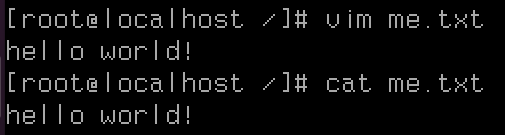 [root@localhost /]# vim me.txt
hello world!
[root@localhost /]# cat me.txt
hello world!